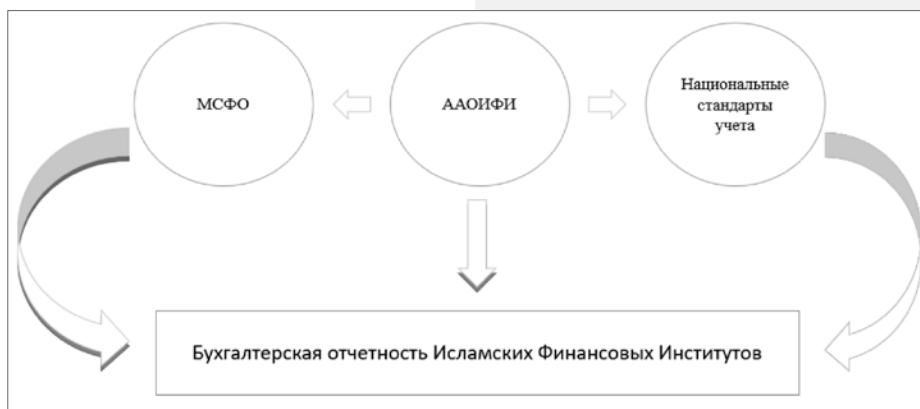 МСФО
ААОИФИ
Национальные
стандарты
учета
Бухгалтерская отчетность Исламских Финансовых Институтов